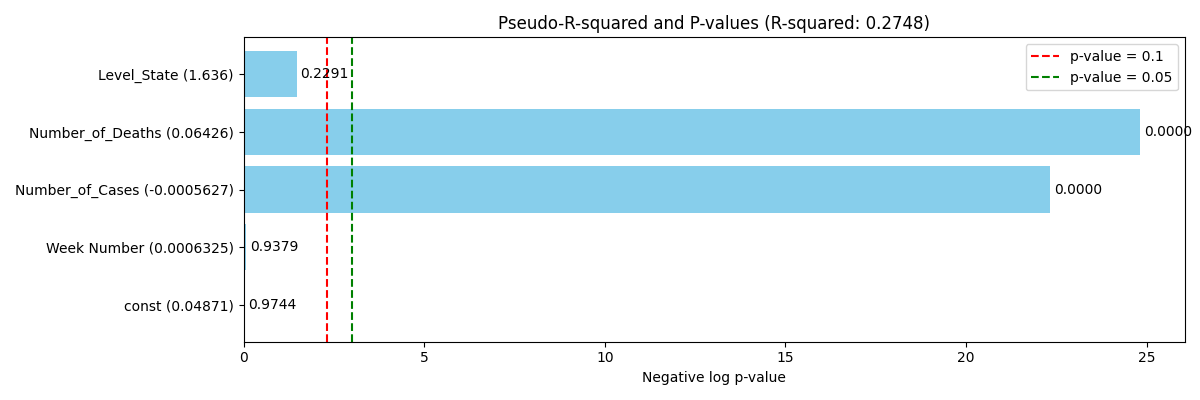 Pseudo-R-squared and P-values (R-squared: 0.2748)
p-value = 0.1
p-value = 0.05
Level_State (1.636)
0.2291
Number_of_Deaths (0.06426)
0.0000
Number_of_Cases (-0.0005627)
0.0000
Week Number (0.0006325)
0.9379
const (0.04871)
0.9744
0 5 10 15 20 25
Negative log p-value